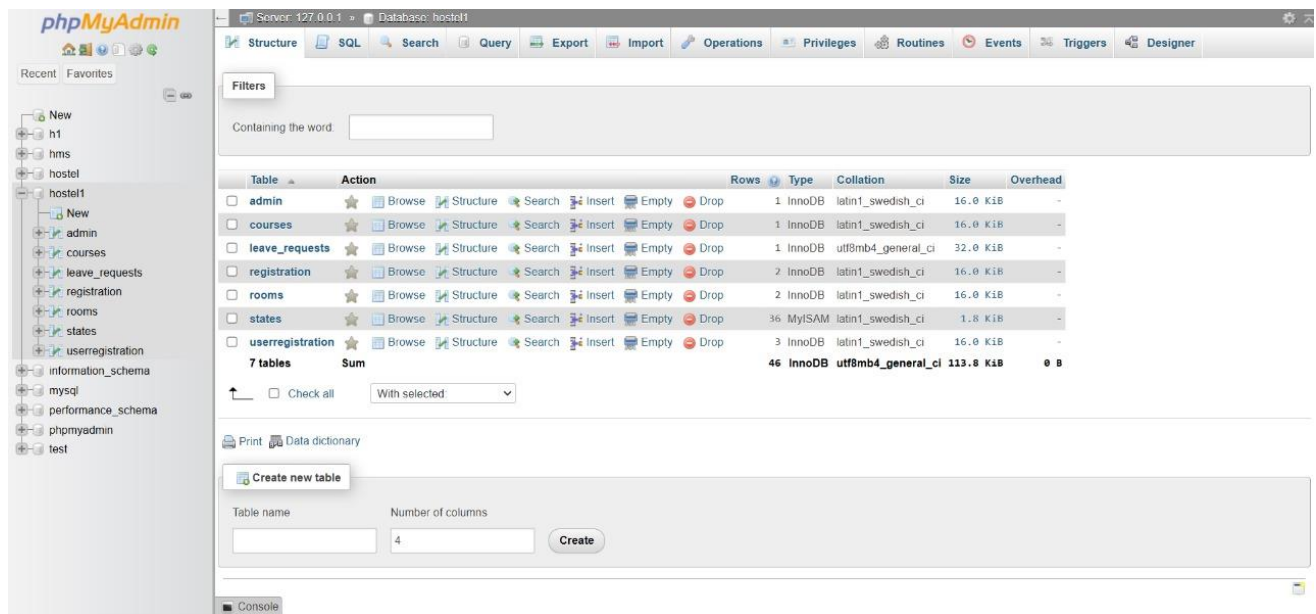 phpMyAdmin
Recent Favorites
New
h1
hms
hostel
hostel1
New
admin
courses
leave_requests
registration
rooms
states
userregistration
information_schema
mysql
performance_schema
phpmyadmin
test
Server: 127.0.0.1 » Database: hostel1
Structure SQL Search Query Export Import Operations Privileges Routines Events Triggers Designer
Filters
Containing the word:
Table Action Rows Type Collation Size Overhead
admin Browse Structure Search Insert Empty Drop 1 InnoDB latin1_swedish_ci 16.0 KiB -
courses Browse Structure Search Insert Empty Drop 1 InnoDB latin1_swedish_ci 16.0 KiB -
leave_requests Browse Structure Search Insert Empty Drop 1 InnoDB utf8mb4_general_ci 32.0 KiB -
registration Browse Structure Search Insert Empty Drop 2 InnoDB latin1_swedish_ci 16.0 KiB -
rooms Browse Structure Search Insert Empty Drop 2 InnoDB latin1_swedish_ci 16.0 KiB -
states Browse Structure Search Insert Empty Drop 36 MyISAM latin1_swedish_ci 1.8 KiB -
userregistration Browse Structure Search Insert Empty Drop 3 InnoDB latin1_swedish_ci 16.0 KiB -
7 tables Sum 46 InnoDB utf8mb4_general_ci 113.8 KiB 0 B
Check all With selected:
Print Data dictionary
Create new table
Table name Number of columns
4 Create
Console